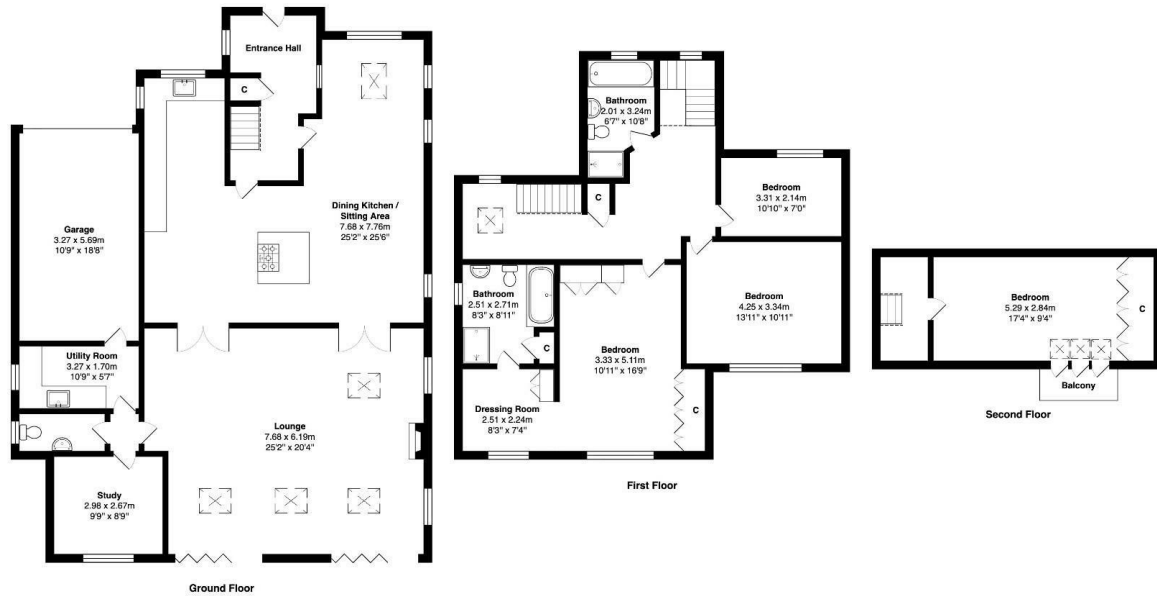 Entrance Hall
C
Dining Kitchen /
Sitting Area
7.68 x 7.76m
25'2" x 25'6"
Garage
3.27 x 5.69m
10'9" x 18'8"
Utility Room
3.27 x 1.70m
10'9" x 5'7"
Lounge
7.68 x 6.19m
25'2" x 20'4"
Study
2.98 x 2.67m
9'9" x 8'9"
Ground Floor
Bathroom
2.01 x 3.24m
6'7" x 10'8"
C
Bedroom
3.31 x 2.14m
10'10" x 7'0"
Bedroom
4.25 x 3.34m
13'11" x 10'11"
Bathroom
2.51 x 2.71m
8'3" x 8'11"
C
Bedroom
3.33 x 5.11m
10'11" x 16'9"
Dressing Room
2.51 x 2.24m
8'3" x 7'4"
C
First Floor
Bedroom
5.29 x 2.84m
17'4" x 9'4"
C
Balcony
Second Floor